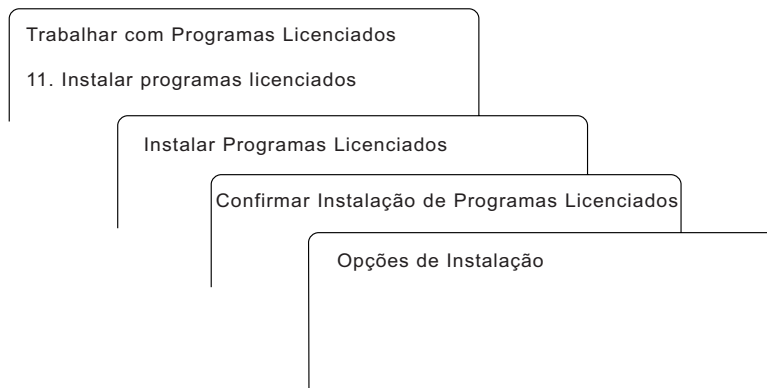 Trabalhar com Programas Licenciados
11. Instalar programas licenciados
Instalar Programas Licenciados
Confirmar Instalação de Programas Licenciados
Opções de Instalação